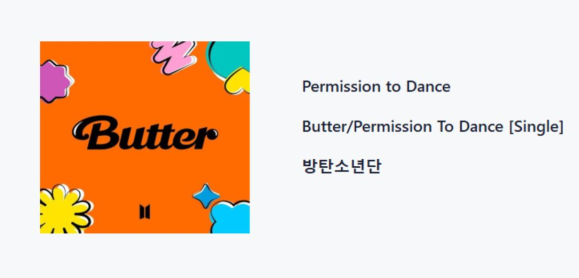 Butter
Permission to Dance
Butter/Permission To Dance [Single]
방탄소년단